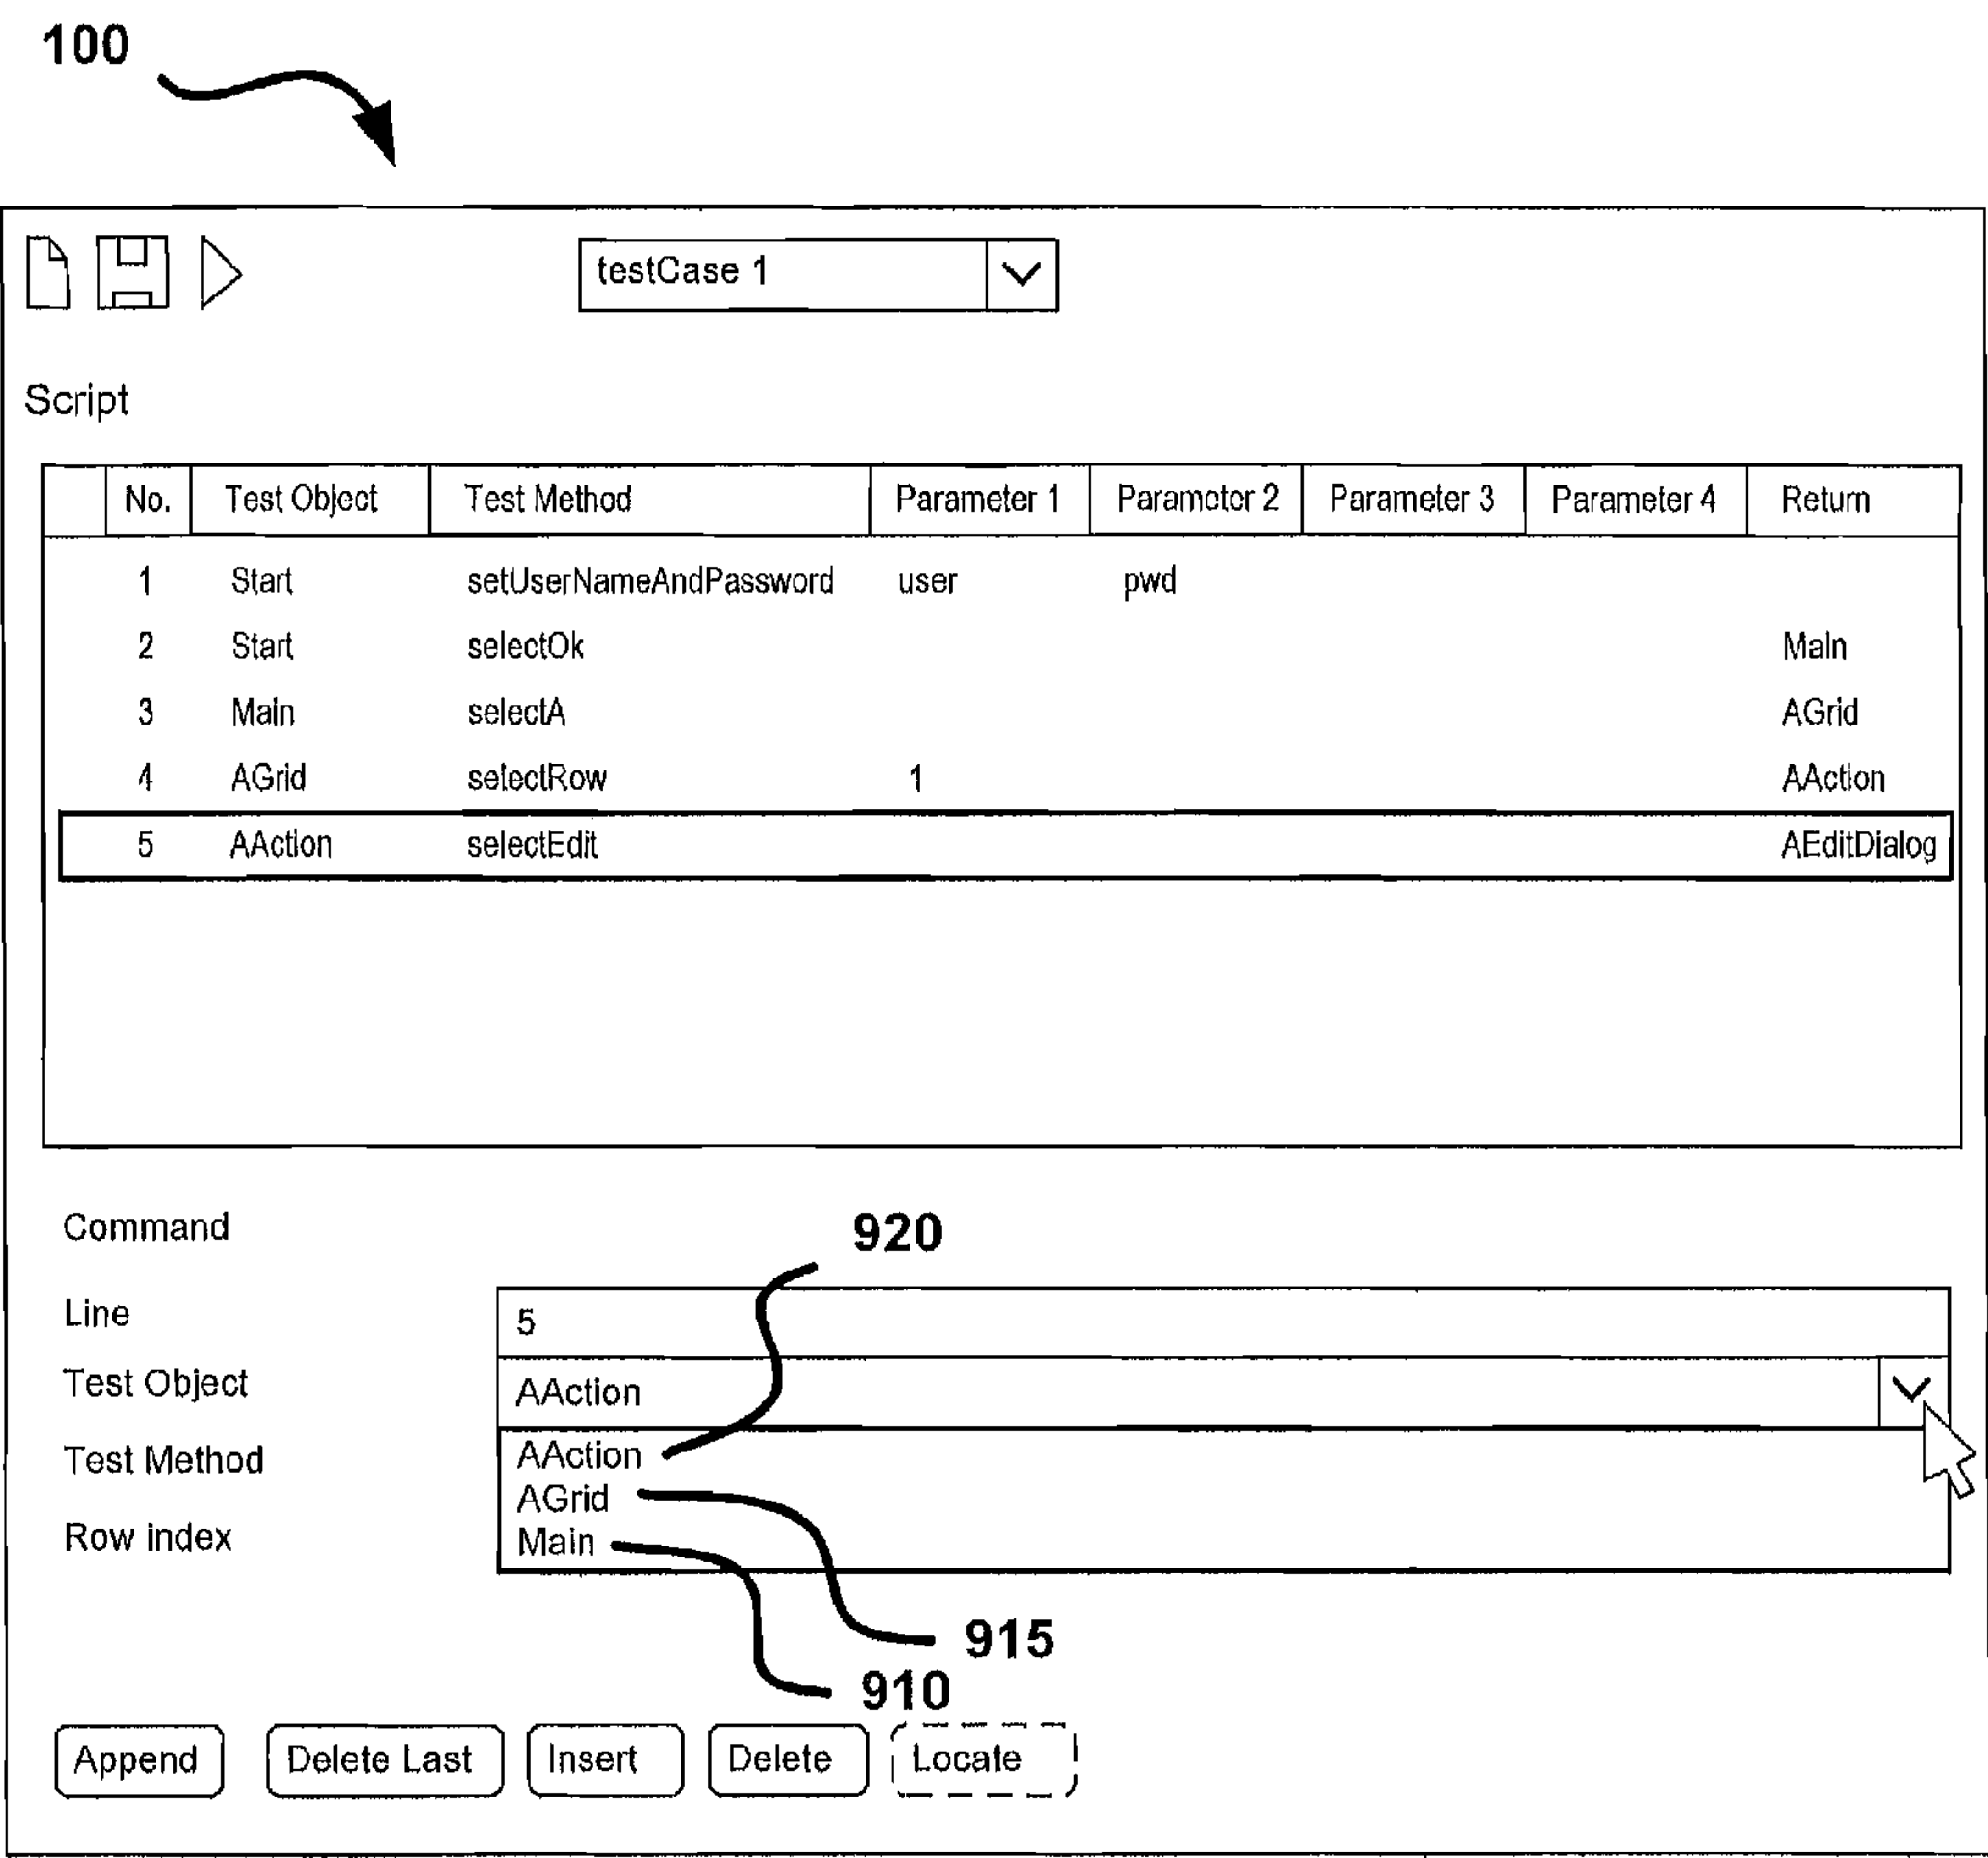 100
testCase 1
Script
No. Test Object Test Method Parameter 1 Parameter 2 Parameter 3 Parameter 4 Return
1 Start setUserNameAndPassword user pwd
2 Start selectOk Main
3 Main selectA AGrid
4 AGrid selectRow 1 AAction
5 AAction selectEdit AEditDialog
Command
920
Line 5
Test Object AAction
Test Method AAction
AGrid
Row index Main
915
910
Append Delete Last Insert Delete Locate